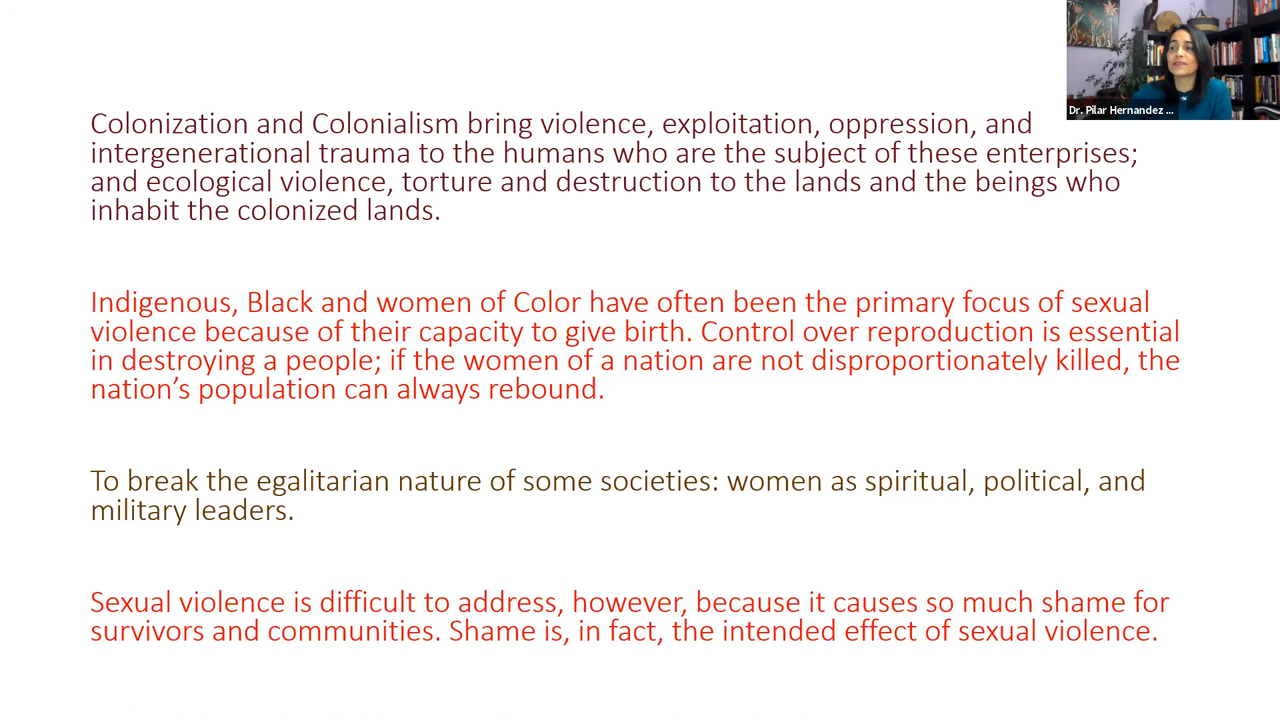 Dr. Pilar Hernandez ...
Colonization and Colonialism bring violence, exploitation, oppression, and
intergenerational trauma to the humans who are the subject of these enterprises;
and ecological violence, torture and destruction to the lands and the beings who
inhabit the colonized lands.
Indigenous, Black and women of Color have often been the primary focus of sexual
violence because of their capacity to give birth. Control over reproduction is essential
in destroying a people; if the women of a nation are not disproportionately killed, the
nation’s population can always rebound.
To break the egalitarian nature of some societies: women as spiritual, political, and
military leaders.
Sexual violence is difficult to address, however, because it causes so much shame for
survivors and communities. Shame is, in fact, the intended effect of sexual violence.